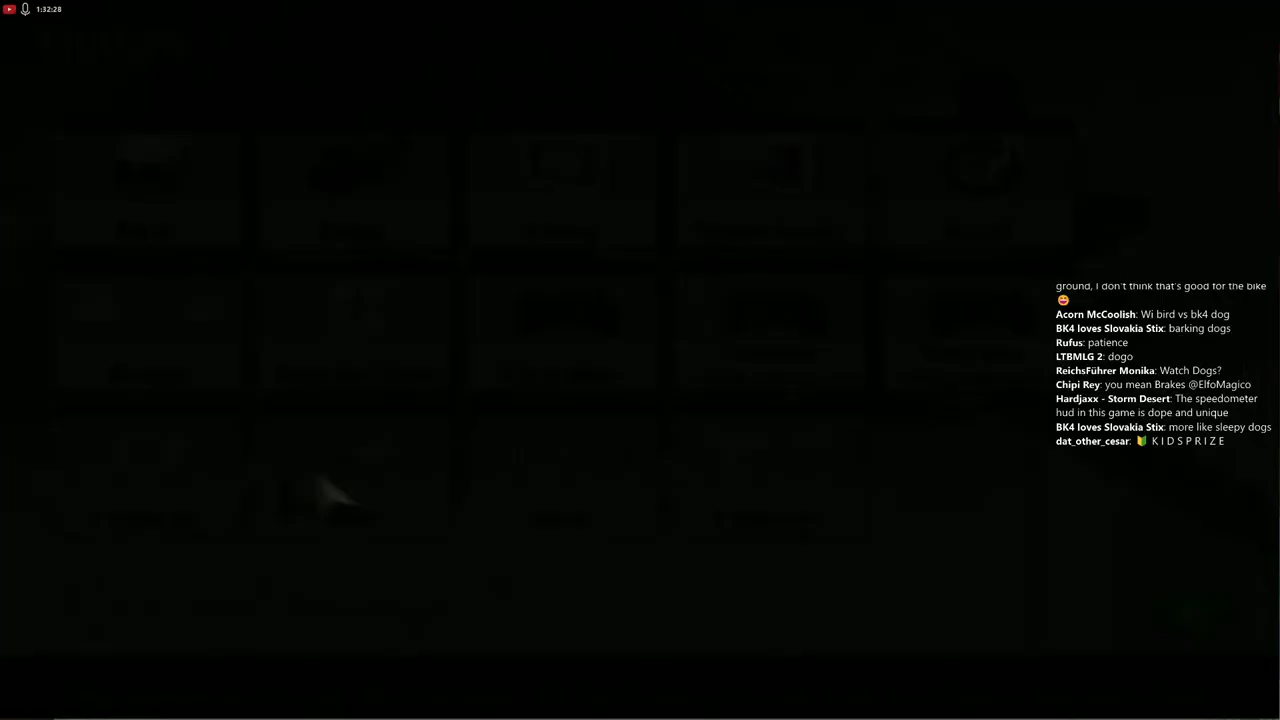 1:32:28
ground, I don't think that's good for the bike
😄
Acorn McCoolish: Wi bird vs bk4 dog
BK4 loves Slovakia Stix: barking dogs
Rufus: patience
LTBMLG 2: dogo
ReichsFührer Monika: Watch Dogs?
Chipi Rey: you mean Brakes @ElfoMagico
Hardjaxx - Storm Desert: The speedometer
hud in this game is dope and unique
BK4 loves Slovakia Stix: more like sleepy dogs
dat_other_cesar: 🔰 K I D S P R I Z E